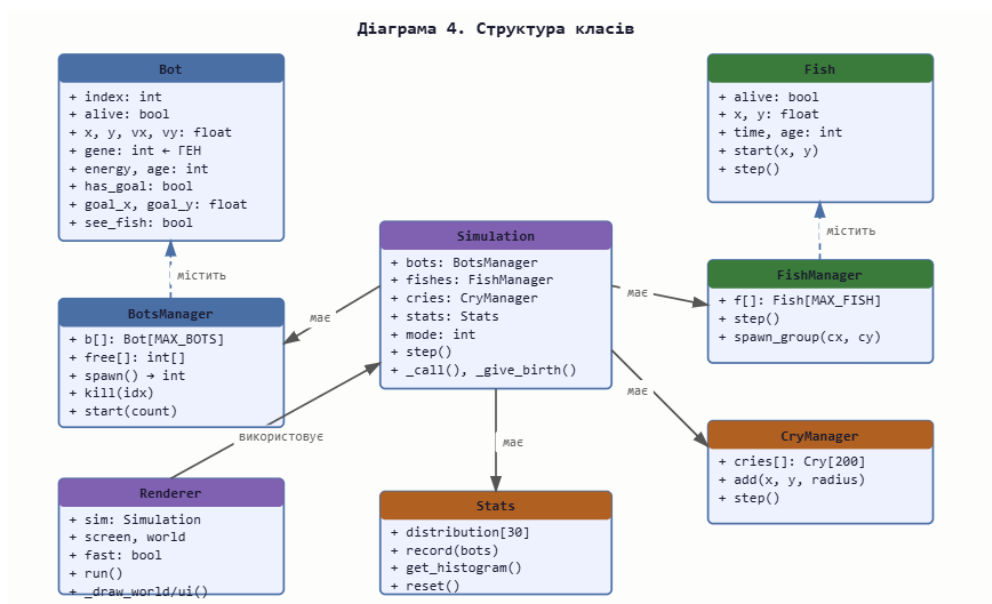 Діаграма 4. Структура класів
Bot
+ index: int
+ alive: bool
+ x, y, vx, vy: float
+ gene: int ← ГЕН
+ energy, age: int
+ has_goal: bool
+ goal_x, goal_y: float
+ see_fish: bool
Fish
+ alive: bool
+ x, y: float
+ time, age: int
+ start(x, y)
+ step()
містить
містить
Simulation
+ bots: BotsManager
+ fishes: FishManager
+ cries: CryManager
+ stats: Stats
+ mode: int
+ step()
+ _call(), _give_birth()
BotsManager
+ b[]: Bot[MAX_BOTS]
+ free[]: int[]
+ spawn() → int
+ kill(idx)
+ start(count)
FishManager
+ f[]: Fish[MAX_FISH]
+ step()
+ spawn_group(cx, cy)
має
має
має
має
використовує
CryManager
+ cries[]: Cry[200]
+ add(x, y, radius)
+ step()
Renderer
+ sim: Simulation
+ screen, world
+ fast: bool
+ run()
+ _draw_world/ui()
Stats
+ distribution[30]
+ record(bots)
+ get_histogram()
+ reset()